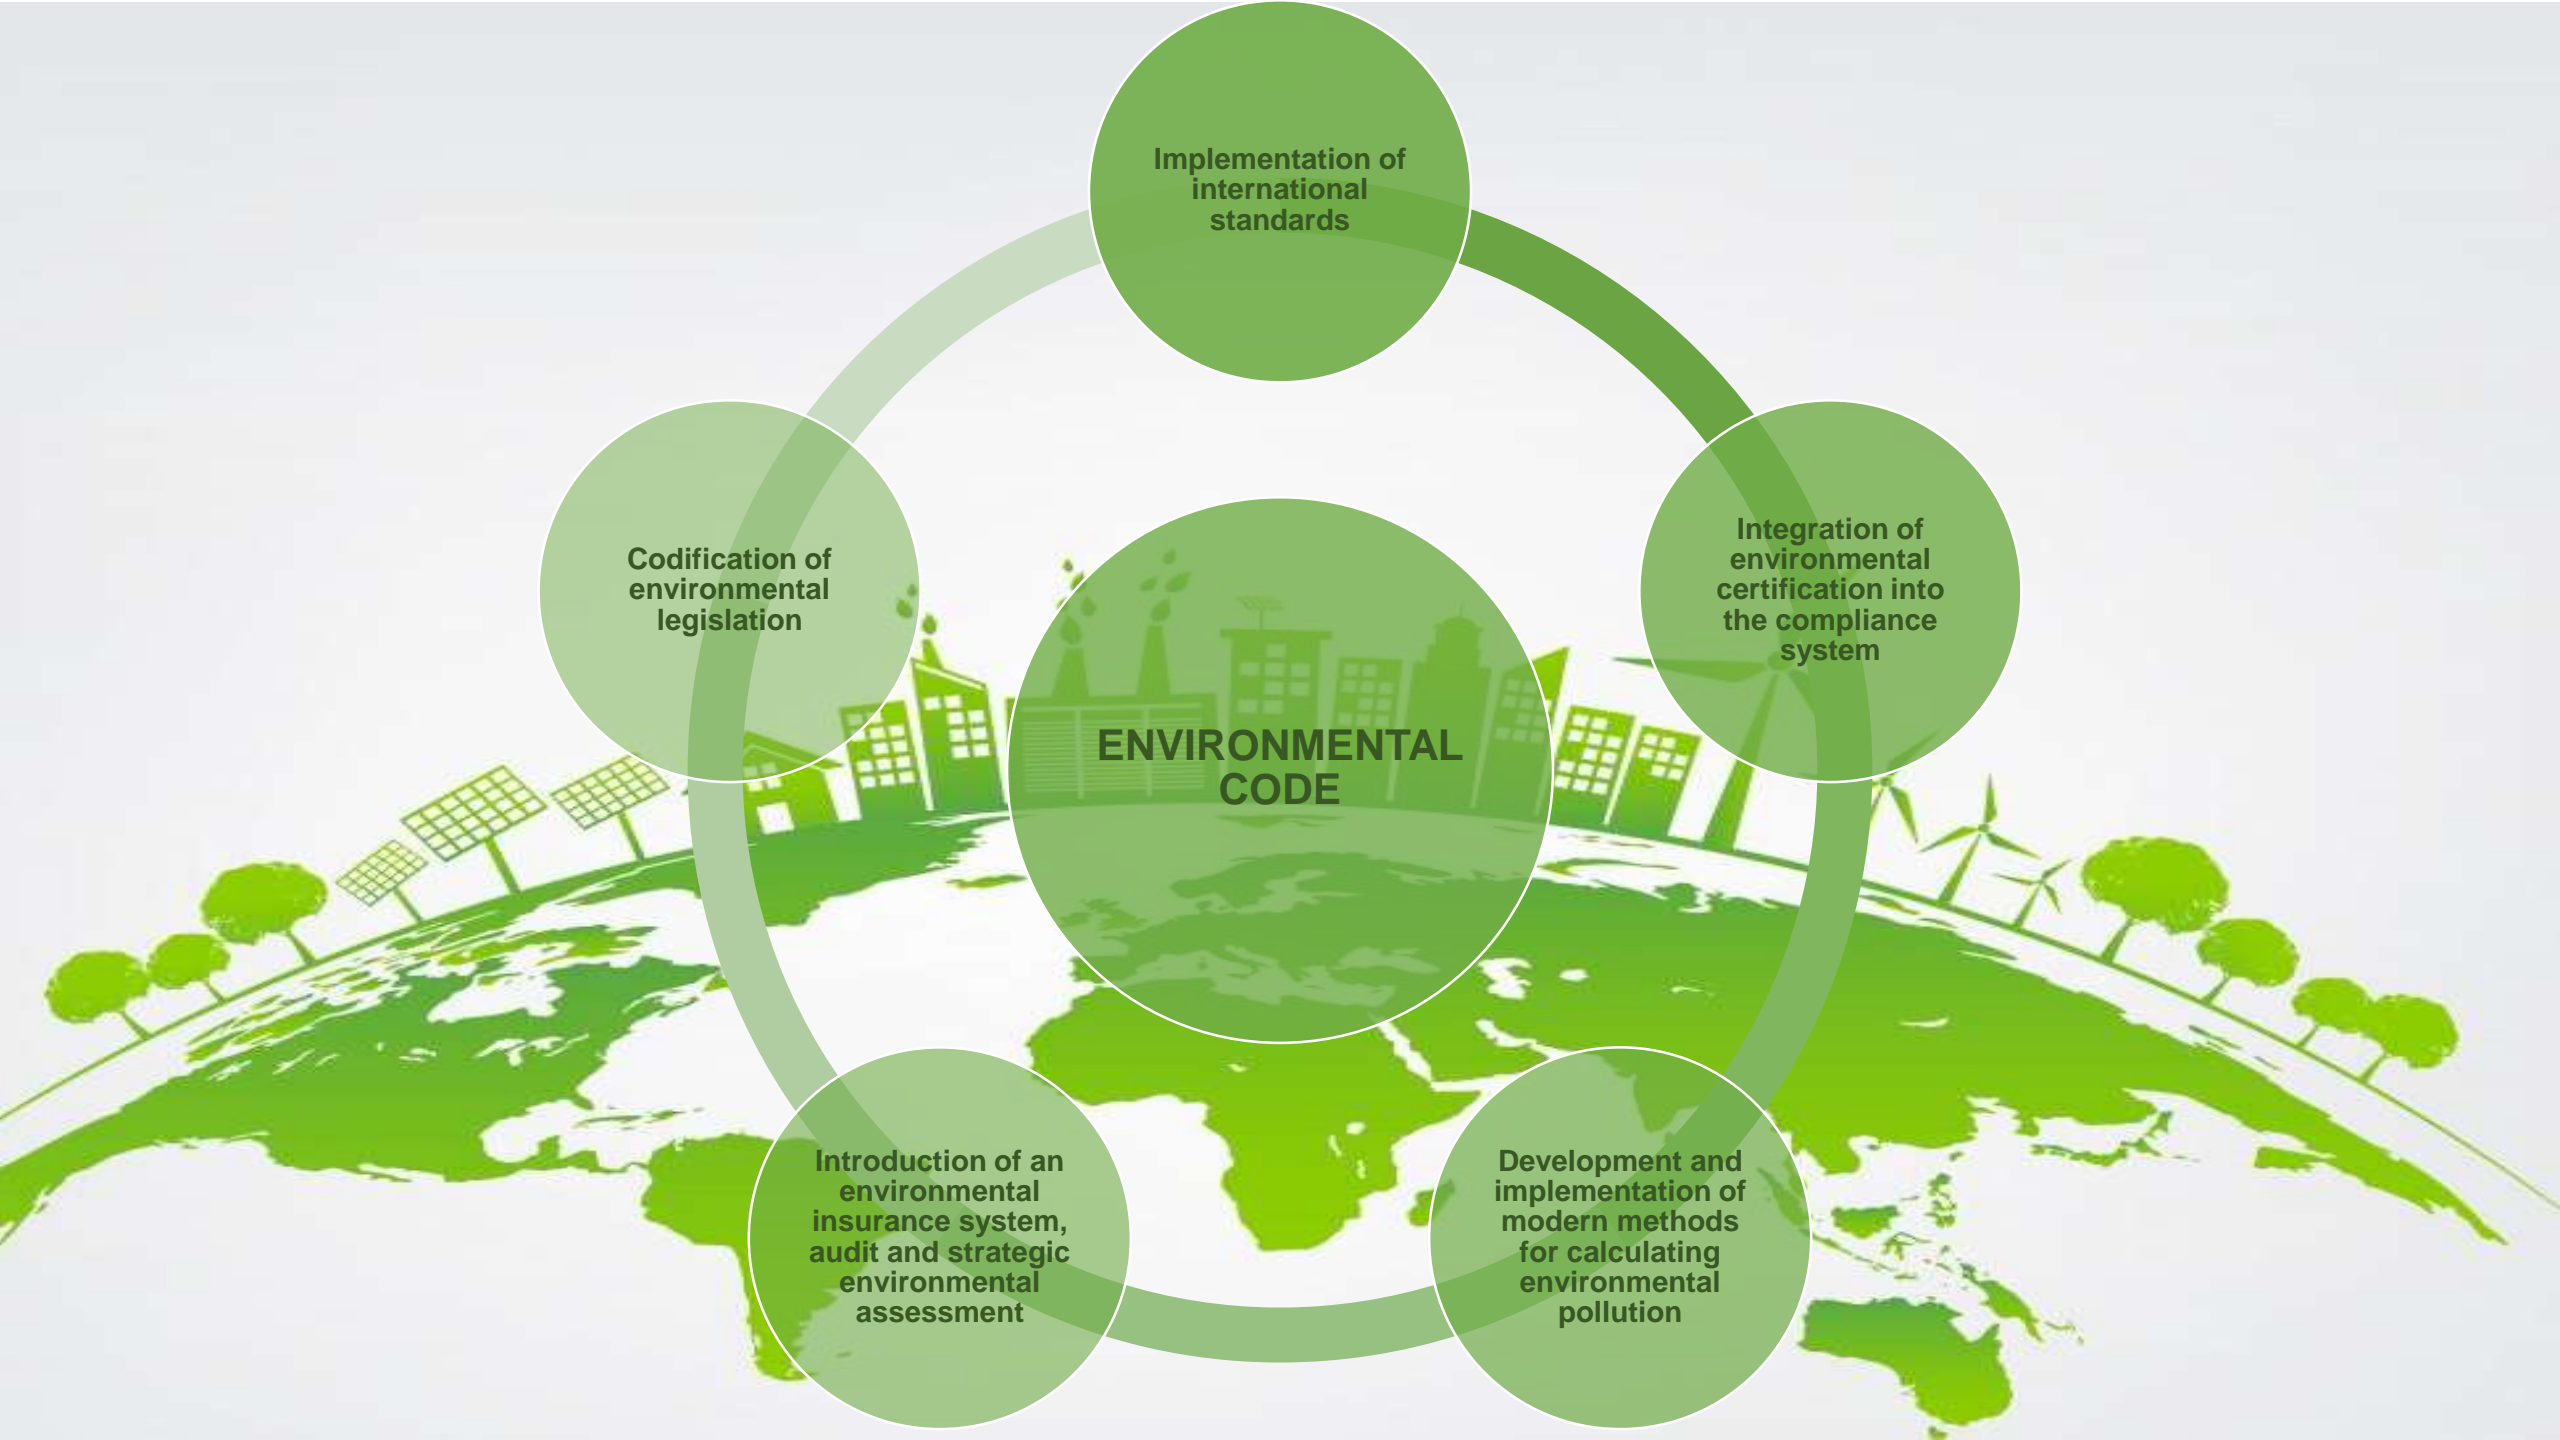 Implementation of
international
standards
Integration of
environmental
certification into
the compliance
system
Development and
implementation of
modern methods
for calculating
environmental
pollution
Introduction of an
environmental
insurance system,
audit and strategic
environmental
assessment
Codification of
environmental
legislation
ENVIRONMENTAL
CODE